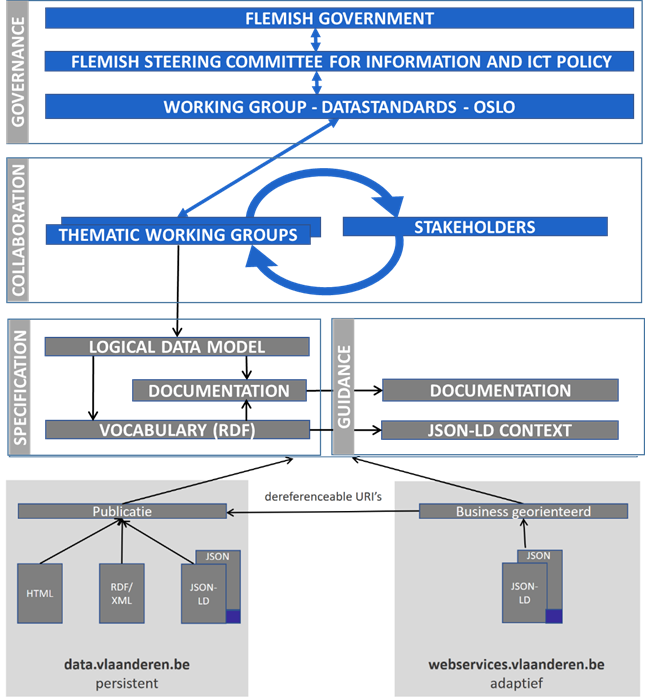 GOVERNANCE
FLEMISH GOVERNMENT
FLEMISH STEERING COMMITTEE FOR INFORMATION AND ICT POLICY
WORKING GROUP - DATASTANDARDS - OSLO
COLLABORATION
THEMATIC WORKING GROUPS
STAKEHOLDERS
SPECIFICATION
LOGICAL DATA MODEL
DOCUMENTATION
VOCABULARY (RDF)
GUIDANCE
DOCUMENTATION
JSON-LD CONTEXT
dereferenceable URI's
Publicatie
HTML
RDF/
XML
JSON
JSON-
LD
data.vlaanderen.be
persistent
Business georienteerd
JSON
JSON-
LD
webservices.vlaanderen.be
adaptief